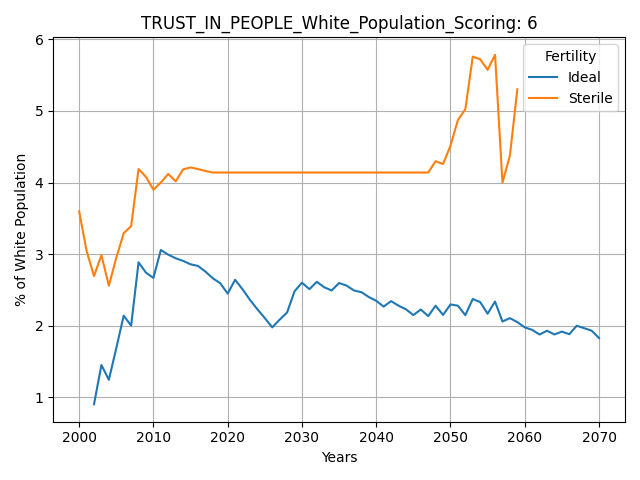 TRUST_IN_PEOPLE_White_Population_Scoring: 6
Fertility
Ideal
Sterile
% of White Population
6
5
4
3
2
1
2000 2010 2020 2030 2040 2050 2060 2070
Years